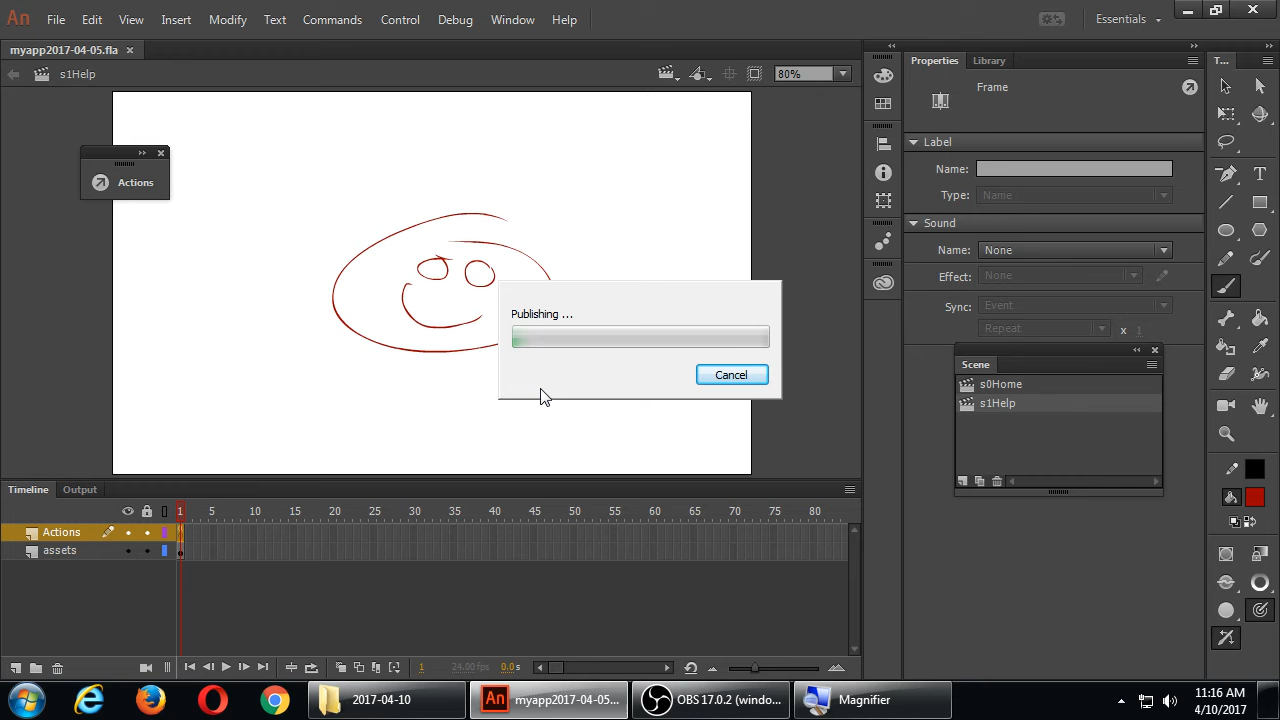 An File Edit View Insert Modify Text Commands Control Debug Window Help Essentials
myapp2017-04-05.fla
s1Help 80%
Properties Library T...
Frame
Label
Name:
Type: Name
Sound
Name: None
Effect: None
Sync: Event
Repeat x 1
Actions
Publishing ...
Cancel
Scene
s0Home
s1Help
Timeline Output
1 5 10 15 20 25 30 35 40 45 50 55 60 65 70 75 80
Actions
assets
1 24.00 fps 0.0 s
2017-04-10 An myapp2017-04-05... OBS 17.0.2 (windo... Magnifier
11:16 AM
4/10/2017